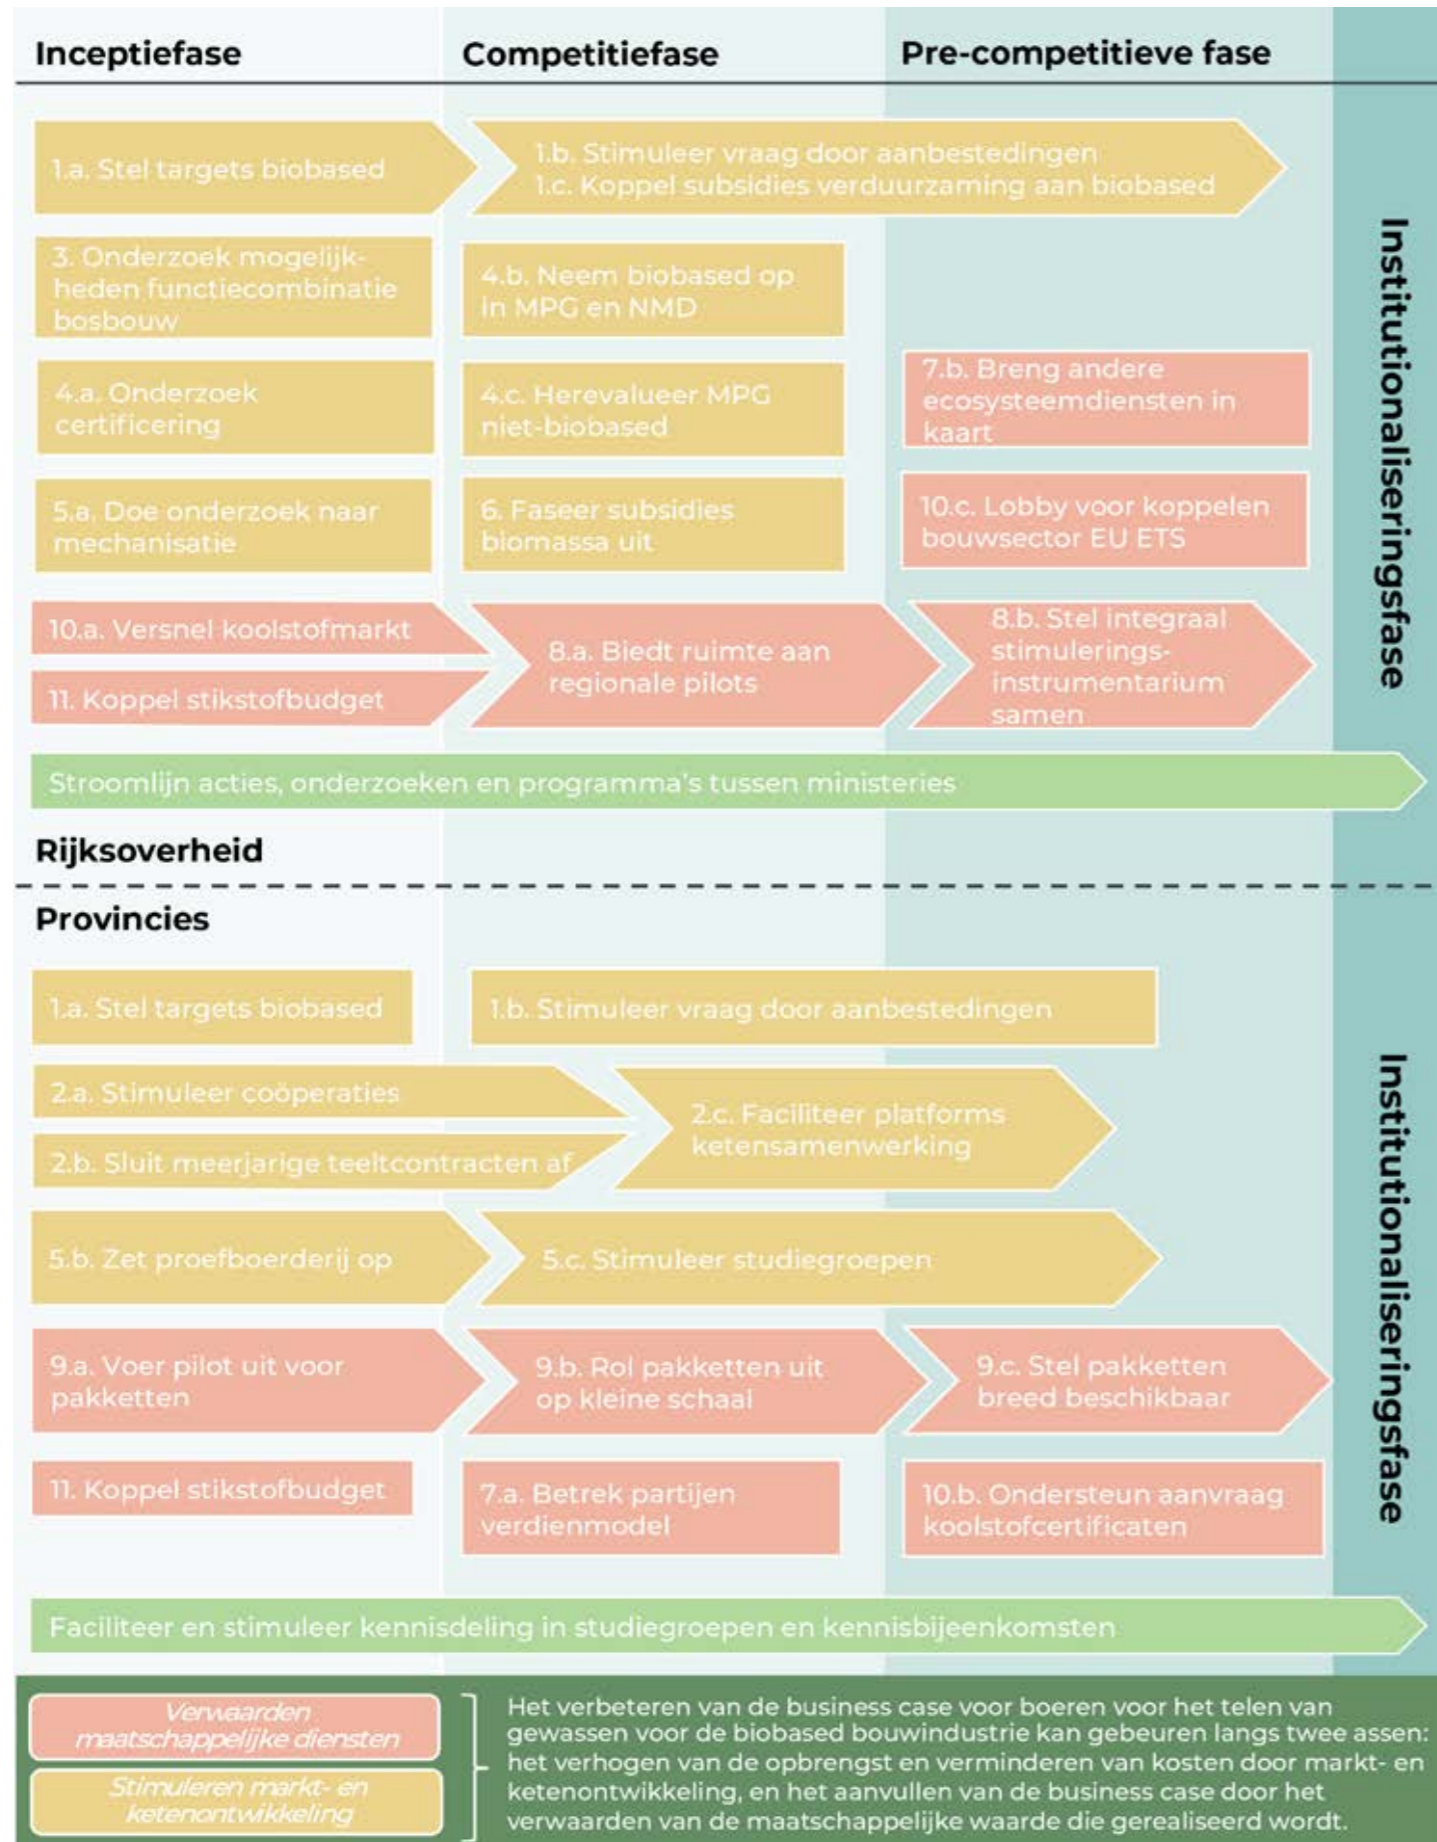 Inceptiefase
Competitiefase
Pre-competitieve fase
1.a. Stel targets biobased
1.b. Stimuleer vraag door aanbestedingen
1.c. Koppel subsidies verduurzaming aan biobased
3. Onderzoek mogelijk-
heden functiecombinatie
bosbouw
4.b. Neem biobased op
in MPG en NMD
4.a. Onderzoek
certificering
4.c. Herevalueer MPG
niet-biobased
7.b. Breng andere
ecosysteemdiensten in
kaart
5.a. Doe onderzoek naar
mechanisatie
6. Faseer subsidies
biomassa uit
10.c. Lobby voor koppelen
bouwsector EU ETS
10.a. Versnel koolstofmarkt
11. Koppel stikstofbudget
8.a. Biedt ruimte aan
regionale pilots
8.b. Stel integraal
stimulerings-
instrumentarium
samen
Institutionaliseringsfase
Stroomlijn acties, onderzoeken en programma's tussen ministeries
Rijksoverheid
Provincies
1.a. Stel targets biobased
1.b. Stimuleer vraag door aanbestedingen
2.a. Stimuleer coöperaties
2.b. Sluit meerjarige teeltcontracten af
2.c. Faciliteer platforms
ketensamenwerking
5.b. Zet proefboerderij op
5.c. Stimuleer studiegroepen
9.a. Voer pilot uit voor
pakketten
9.b. Rol pakketten uit
op kleine schaal
9.c. Stel pakketten
breed beschikbaar
11. Koppel stikstofbudget
7.a. Betrek partijen
verdienmodel
10.b. Ondersteun aanvraag
koolstofcertificaten
Institutionaliseringsfase
Faciliteer en stimuleer kennisdeling in studiegroepen en kennisbijeenkomsten
Verwaarden
maatschappelijke diensten
Stimuleren markt- en
ketenontwikkeling
Het verbeteren van de business case voor boeren voor het telen van
gewassen voor de biobased bouwindustrie kan gebeuren langs twee assen:
het verhogen van de opbrengst en verminderen van kosten door markt- en
ketenontwikkeling, en het aanvullen van de business case door het
verwaarden van de maatschappelijke waarde die gerealiseerd wordt.